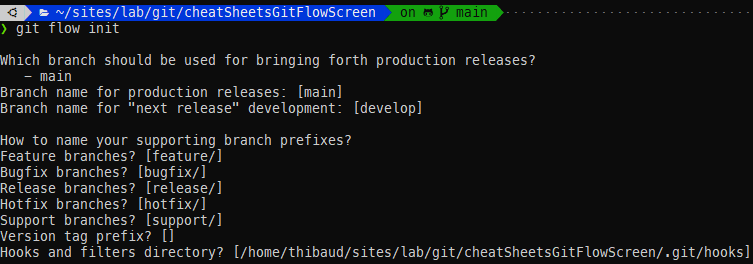 ~/sites/lab/git/cheatSheetsGitFlowScreen on main
❯ git flow init
Which branch should be used for bringing forth production releases?
- main
Branch name for production releases: [main]
Branch name for "next release" development: [develop]
How to name your supporting branch prefixes?
Feature branches? [feature/]
Bugfix branches? [bugfix/]
Release branches? [release/]
Hotfix branches? [hotfix/]
Support branches? [support/]
Version tag prefix? []
Hooks and filters directory? [/home/thibaud/sites/lab/git/cheatSheetsGitFlowScreen/.git/hooks]